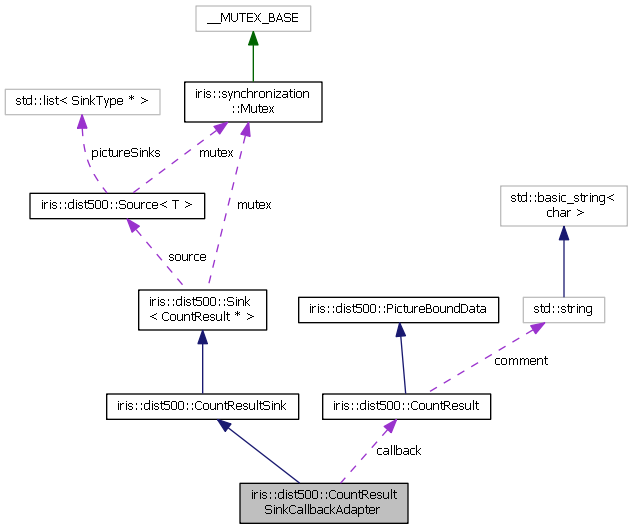 __MUTEX_BASE
std::list< SinkType * >
iris::synchronization
::Mutex
pictureSinks
mutex
std::basic_string<
char >
iris::dist500::Source< T >
mutex
source
iris::dist500::Sink
< CountResult * >
iris::dist500::PictureBoundData
std::string
comment
iris::dist500::CountResultSink
iris::dist500::CountResult
callback
iris::dist500::CountResult
SinkCallbackAdapter